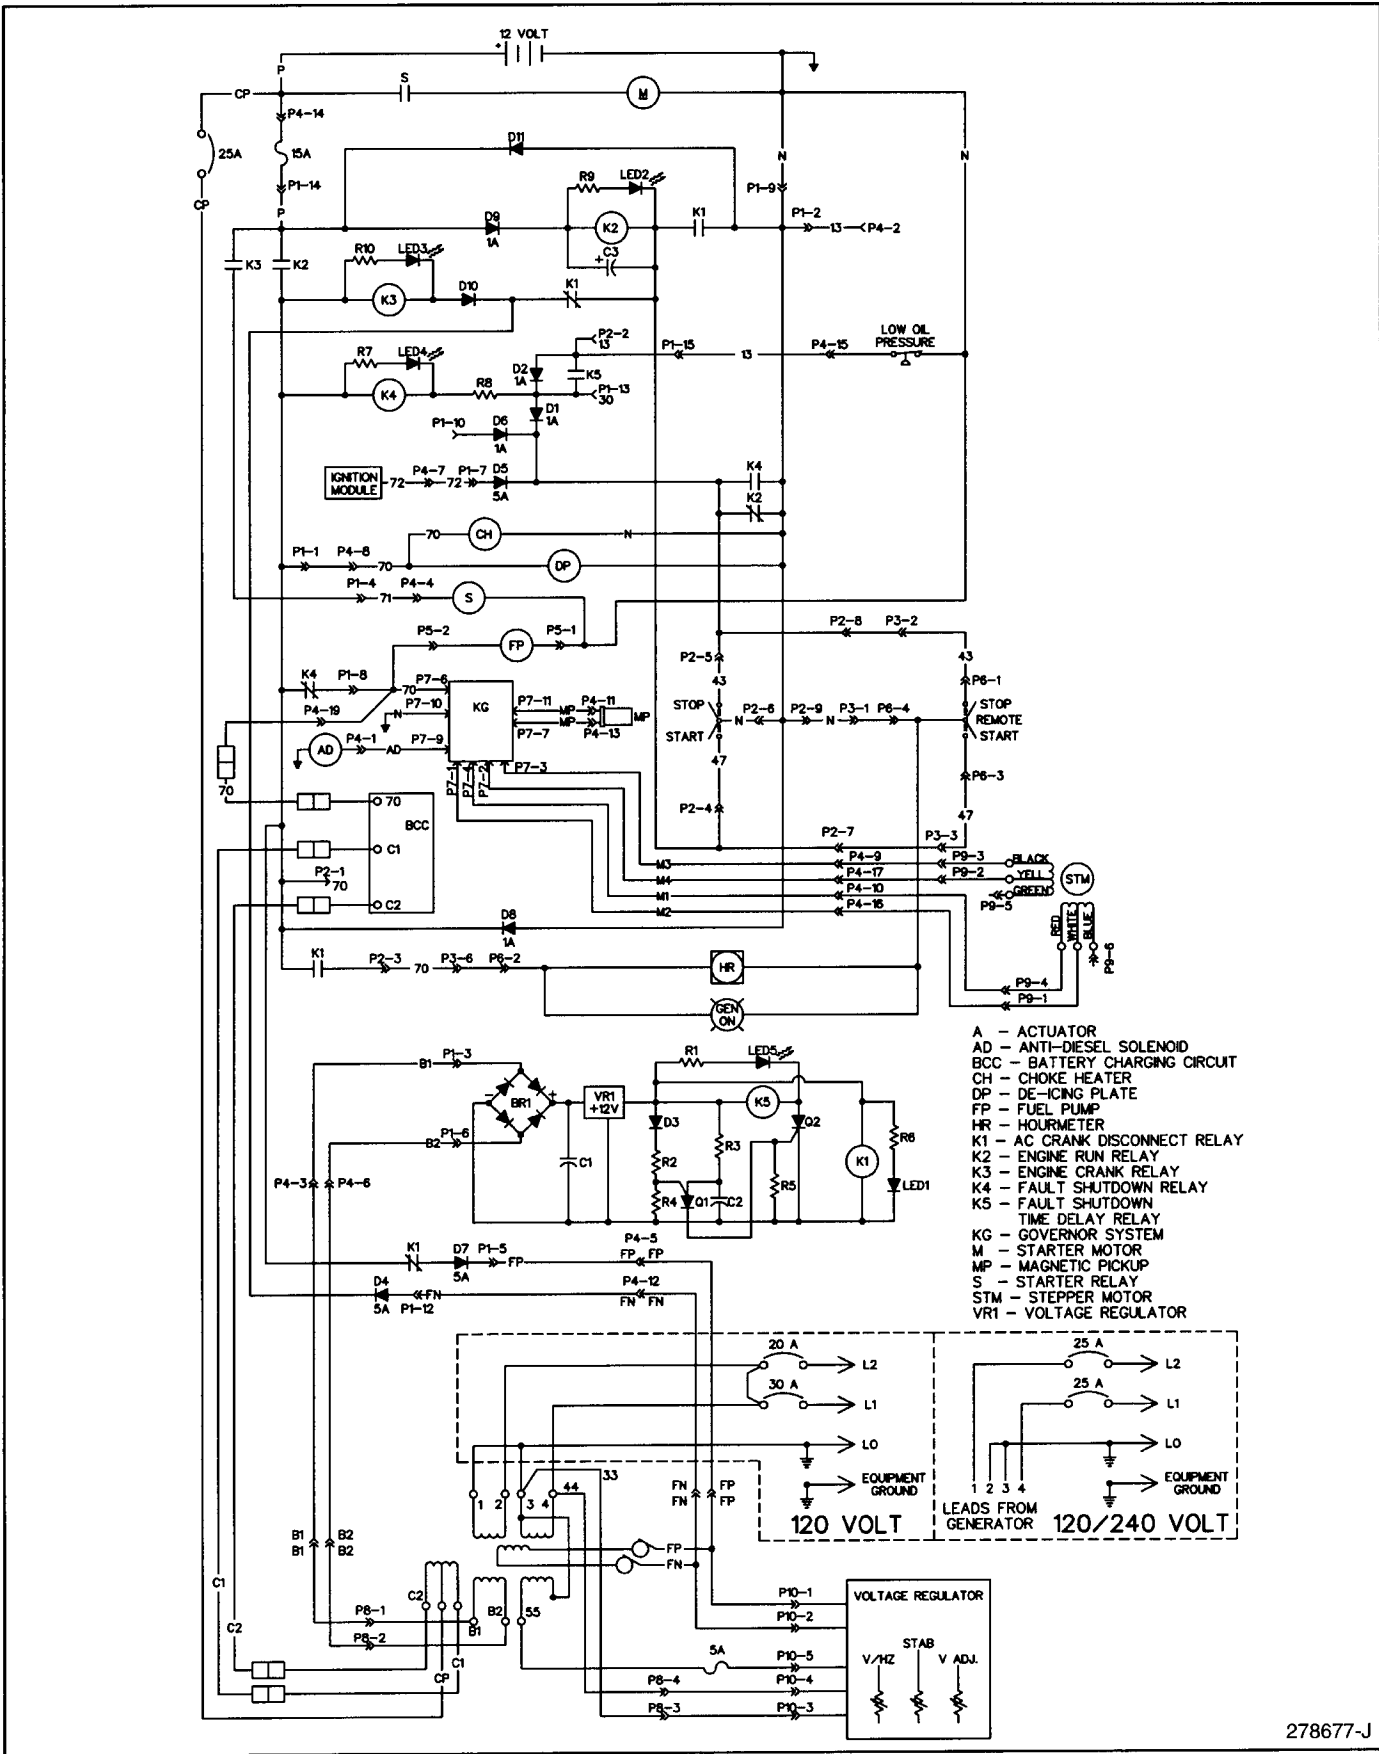 12 VOLT
+
P
S
CP
M
P4-14
25A
15A
D11
N
N
R9
LED2
P1-14
P1-9
CP
P
K1
P1-2
D9
K2
13
P4-2
1A
R10
LED3
C3
+
K3
K2
K3
D10
K1
P2-2
13
LOW OIL
PRESSURE
P1-15
13
P4-15
R7
LED4
D2
1A
K5
K4
R8
P1-13
30
D1
1A
P1-10
D6
1A
IGNITION
MODULE
72
P4-7
72
P1-7
D5
5A
K4
K2
70
CH
N
P1-1
P4-8
70
DP
P1-4
P4-4
71
S
P5-2
P5-1
FP
P2-8
P3-2
P2-5
43
43
P6-1
K4
P1-8
70
P7-6
P7-11
MP
P4-11
KG
STOP
STOP
P4-19
N
P7-10
MP
MP
N
P2-6
P2-9
N
P3-1
P6-4
REMOTE
P7-7
P4-13
START
START
AD
P4-1
AD
P7-9
P7-1
P7-4
P7-2
P7-3
47
P6-3
70
P2-4
47
70
BCC
C1
P2-7
P3-3
M3
P4-9
P9-3
BLACK
P2-1
70
M4
P4-17
P9-2
YELL
STM
M1
P4-10
GREEN
C2
M2
P4-16
P9-5
D8
1A
RED
WHITE
BLUE
P9-6
K1
P2-3
70
P3-6
P6-2
HR
P9-4
P9-1
GEN
ON
A - ACTUATOR
AD - ANTI-DIESEL SOLENOID
BCC - BATTERY CHARGING CIRCUIT
CH - CHOKE HEATER
DP - DE-ICING PLATE
FP - FUEL PUMP
HR - HOURMETER
K1 - AC CRANK DISCONNECT RELAY
K2 - ENGINE RUN RELAY
K3 - ENGINE CRANK RELAY
K4 - FAULT SHUTDOWN RELAY
K5 - FAULT SHUTDOWN
TIME DELAY RELAY
KG - GOVERNOR SYSTEM
M - STARTER MOTOR
MP - MAGNETIC PICKUP
S - STARTER RELAY
STM - STEPPER MOTOR
VR1 - VOLTAGE REGULATOR
B1
P1-3
R1
LED5
-
BR1
+
VR1
+12V
K5
D3
Q2
B2
P1-6
R3
R6
C1
R2
K1
P4-3
P4-6
R4
Q1
C2
R5
LED1
K1
D7
5A
P1-5
FP
P4-5
FP
FP
D4
5A
FN
P1-12
P4-12
FN
FN
20 A
L2
30 A
L1
LO
EQUIPMENT
GROUND
120 VOLT
25 A
L2
25 A
L1
LO
EQUIPMENT
GROUND
1 2 3 4
LEADS FROM
GENERATOR
120/240 VOLT
33
44
FN
FN
FP
FP
1
2
3
4
B1
B1
B2
B2
FP
FN
C1
C2
C2
P8-1
B1
B2
55
P8-2
CP
C1
P10-1
P10-2
5A
P10-5
P8-4
P10-4
P8-3
P10-3
VOLTAGE REGULATOR
STAB
V/HZ
V ADJ.
278677-J